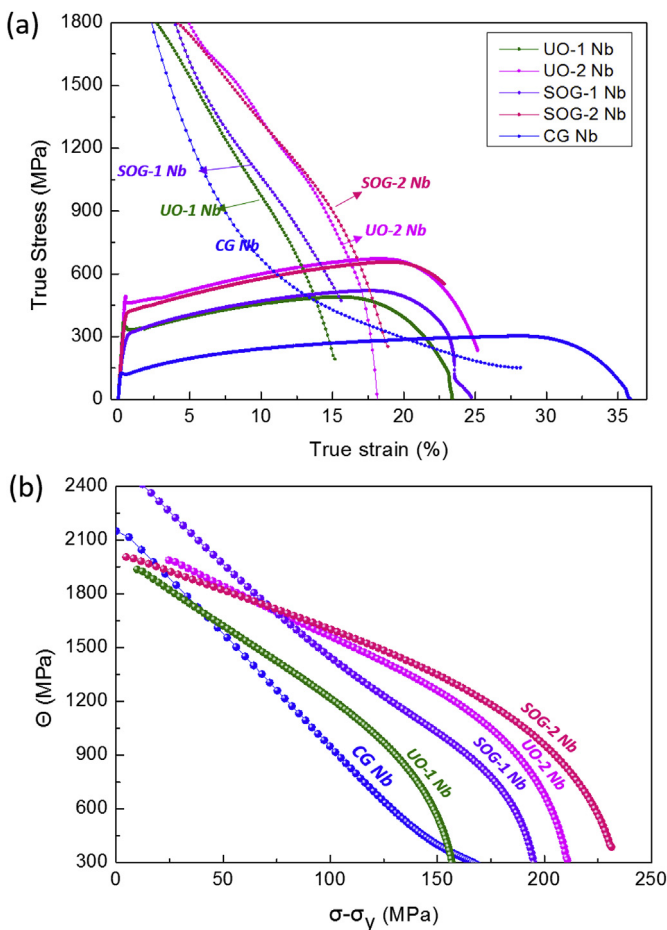 (a)
1800
1500
1200
900
600
300
0
True Stress (MPa)
UO-1 Nb
UO-2 Nb
SOG-1 Nb
SOG-2 Nb
CG Nb
SOG-1 Nb
SOG-2 Nb
UO-1 Nb
UO-2 Nb
CG Nb
0 5 10 15 20 25 30 35
True strain (%)
(b)
2400
2100
1800
1500
1200
900
600
300
Θ (MPa)
CG Nb
UO-1 Nb
SOG-1 Nb
UO-2 Nb
SOG-2 Nb
0 50 100 150 200 250
σ-σy (MPa)